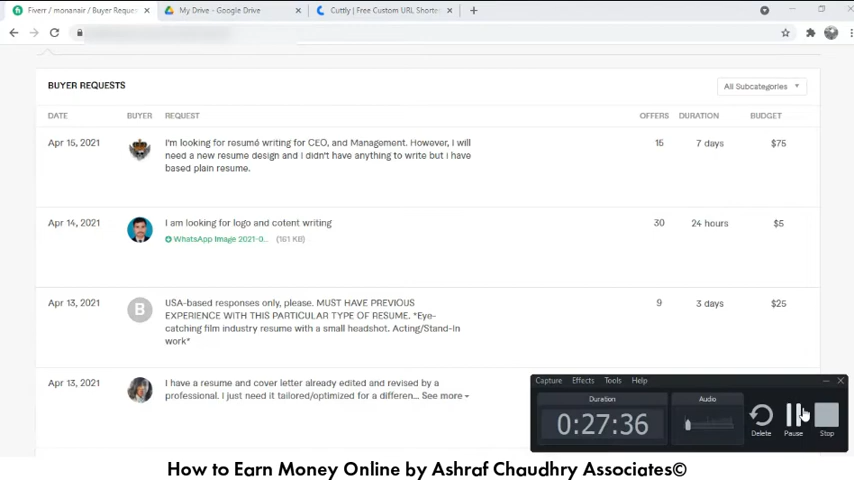 Fiverr / monanair / Buyer Reques
My Drive - Google Drive
Cuttly | Free Custom URL Shorte
BUYER REQUESTS
All Subcategories
DATE BUYER REQUEST OFFERS DURATION BUDGET
Apr 15, 2021 I'm looking for resumé writing for CEO, and Management. However, I will 15 7 days $75
need a new resume design and i didn't have anything to write but i have
based plain resume.
Apr 14, 2021 I am looking for logo and cotent writing 30 24 hours $5
WhatsApp Image 2021-0... (161 KB)
Apr 13, 2021 B USA-based responses only, please. MUST HAVE PREVIOUS 9 3 days $25
EXPERIENCE WITH THIS PARTICULAR TYPE OF RESUME. *Eye-
catching film industry resume with a small headshot. Acting/Stand-In
work*
Apr 13, 2021 I have a resume and cover letter already edited and revised by a
professional. I just need it tailored/optimized for a differen... See more
Capture Effects Tools Help
Duration Audio
0:27:36
Delete Pause Stop
How to Earn Money Online by Ashraf Chaudhry Associates©